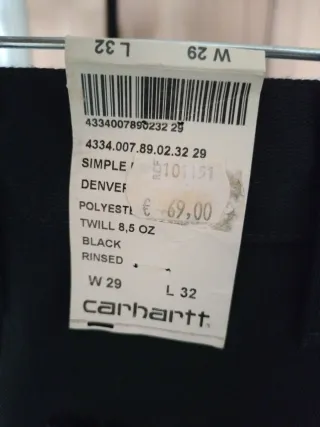 L 32 W 29
4334007890232 29
4334.007.89.02.32 29
SIMPLE
0101151
DENVER
€ 69,00
TWILL 8,5 OZ
BLACK
RINSED
W 29 L 32
carhartt